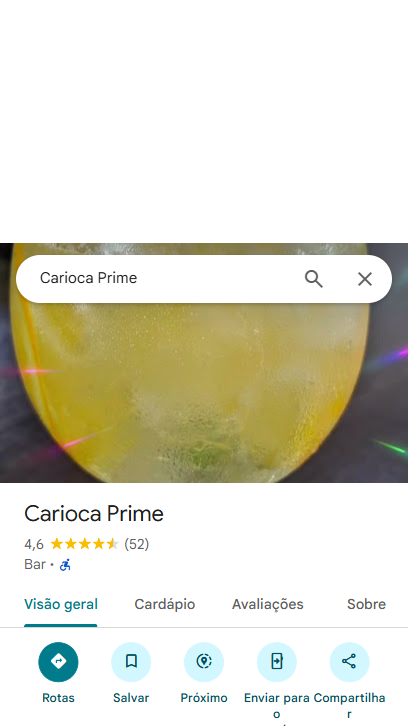 Carioca Prime
Carioca Prime
4,6 (52)
Bar ·
Visão geral Cardápio Avaliações Sobre
Rotas Salvar Próximo Enviar para o Compartilhar